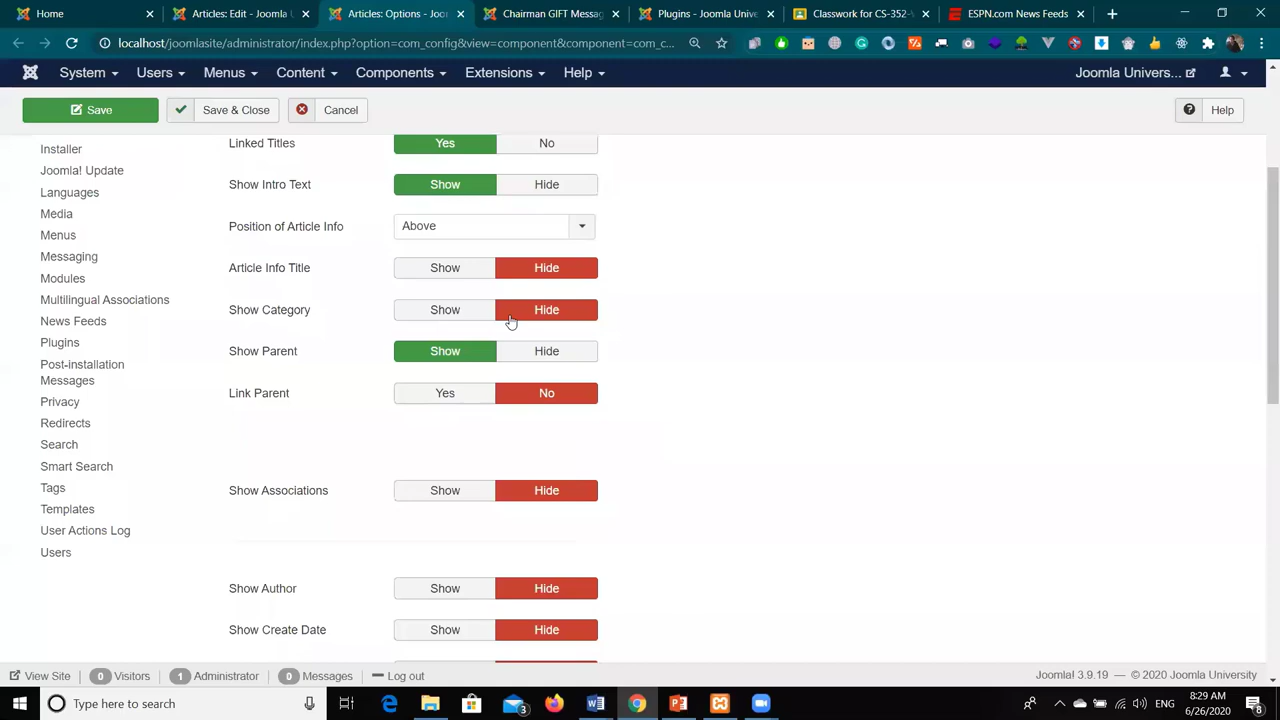 Home
Articles: Edit - Joomla U
Articles: Options - Joo
Chairman GIFT Messag
Plugins - Joomla Unive
Classwork for CS-352-
ESPN.com News Feeds
localhost/joomlasite/administrator/index.php?option=com_config&view=component&component=com_c...
System Users Menus Content Components Extensions Help
Joomla Univers...
Save
Save & Close
Cancel
Help
Linked Titles Yes No
Installer
Joomla! Update
Show Intro Text Show Hide
Languages
Media
Position of Article Info Above
Menus
Messaging
Article Info Title Show Hide
Modules
Multilingual Associations
Show Category Show Hide
News Feeds
Plugins
Show Parent Show Hide
Post-installation
Messages
Link Parent Yes No
Privacy
Redirects
Search
Smart Search
Tags
Show Associations Show Hide
Templates
User Actions Log
Users
Show Author Show Hide
Show Create Date Show Hide
View Site 0 Visitors 1 Administrator 0 Messages Log out
Joomla! 3.9.19 — © 2020 Joomla University
Type here to search
3
ENG
8:29 AM
6/26/2020
8